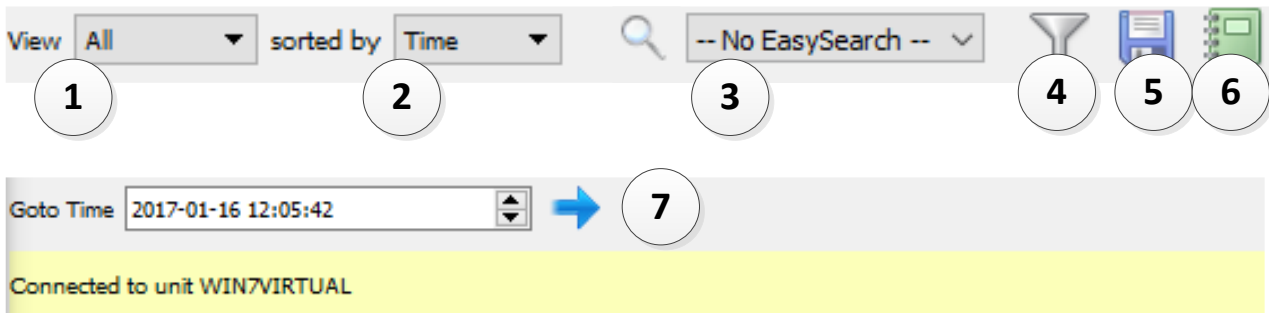 View All sorted by Time -- No EasySearch --
1 2 3 4 5 6
Goto Time 2017-01-16 12:05:42 7
Connected to unit WIN7VIRTUAL